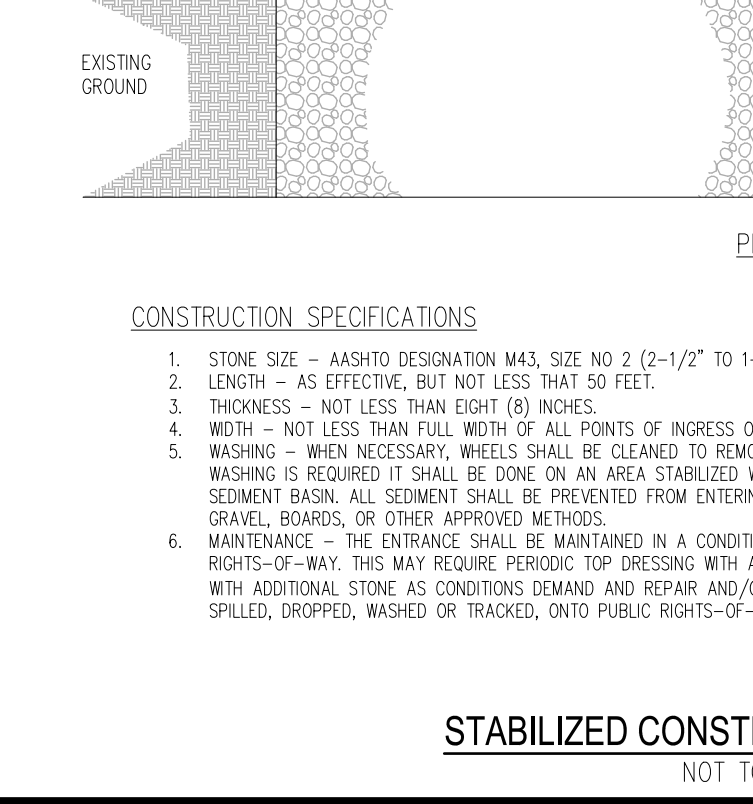 EXISTING
GROUND
CONSTRUCTION SPECIFICATIONS
1. STONE SIZE – AASHTO DESIGNATION M43, SIZE NO 2 (2–1/2" TO 1–
2. LENGTH – AS EFFECTIVE, BUT NOT LESS THAT 50 FEET.
3. THICKNESS – NOT LESS THAN EIGHT (8) INCHES.
4. WIDTH – NOT LESS THAN FULL WIDTH OF ALL POINTS OF INGRESS O
5. WASHING – WHEN NECESSARY, WHEELS SHALL BE CLEANED TO REMO
WASHING IS REQUIRED IT SHALL BE DONE ON AN AREA STABILIZED W
SEDIMENT BASIN. ALL SEDIMENT SHALL BE PREVENTED FROM ENTERIN
GRAVEL, BOARDS, OR OTHER APPROVED METHODS.
6. MAINTENANCE – THE ENTRANCE SHALL BE MAINTAINED IN A CONDITI
RIGHTS–OF–WAY. THIS MAY REQUIRE PERIODIC TOP DRESSING WITH A
WITH ADDITIONAL STONE AS CONDITIONS DEMAND AND REPAIR AND/O
SPILLED, DROPPED, WASHED OR TRACKED, ONTO PUBLIC RIGHTS–OF–
STABILIZED CONST
NOT TO